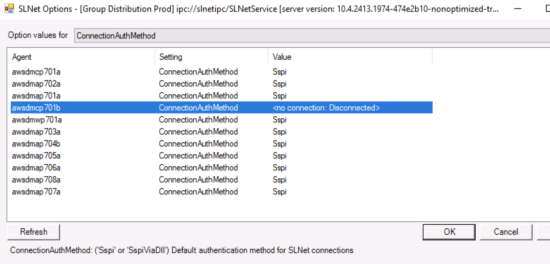 SLNet Options - [Group Distribution Prod] ipc://slnetipc/SLNetService [server version: 10.4.2413.1974-474e2b10-nonoptimized-tr...
Option values for ConnectionAuthMethod
Agent Setting Value
awsdmcp701a ConnectionAuthMethod Sspi
awsdmap702a ConnectionAuthMethod Sspi
awsdmap701a ConnectionAuthMethod Sspi
awsdmcp701b ConnectionAuthMethod <no connection: Disconnected>
awsdmwp701a ConnectionAuthMethod Sspi
awsdmap703a ConnectionAuthMethod Sspi
awsdmap704b ConnectionAuthMethod Sspi
awsdmap705a ConnectionAuthMethod Sspi
awsdmap706a ConnectionAuthMethod Sspi
awsdmap708a ConnectionAuthMethod Sspi
awsdmap707a ConnectionAuthMethod Sspi
Refresh OK Cancel
ConnectionAuthMethod: ('Sspi' or 'SspiViaDll') Default authentication method for SLNet connections